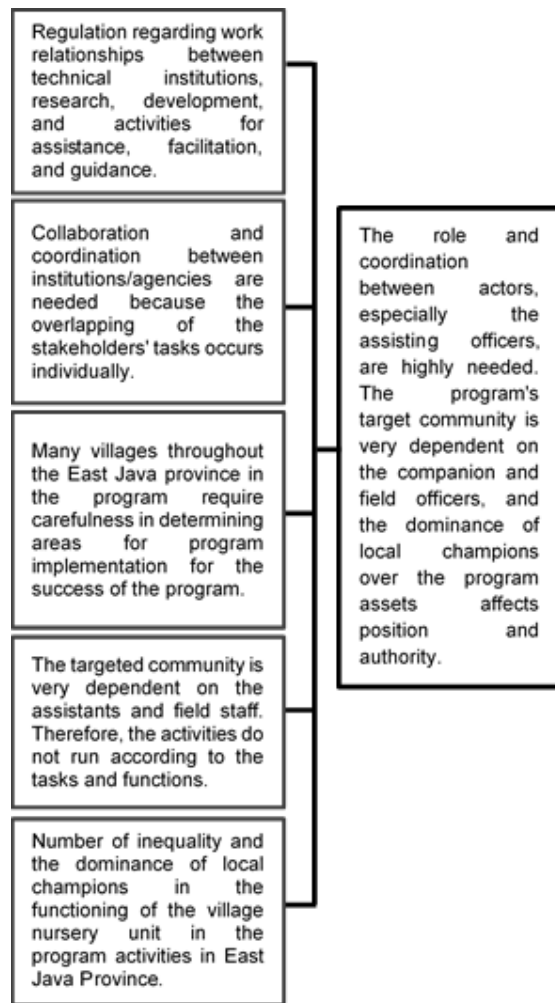 Regulation regarding work
relationships between
technical institutions,
research, development,
and activities for
assistance, facilitation,
and guidance.
Collaboration and
coordination between
institutions/agencies are
needed because the
overlapping of the
stakeholders' tasks occurs
individually.
Many villages throughout
the East Java province in
the program require
carefulness in determining
areas for program
implementation for the
success of the program.
The targeted community is
very dependent on the
assistants and field staff.
Therefore, the activities do
not run according to the
tasks and functions.
Number of inequality and
the dominance of local
champions in the
functioning of the village
nursery unit in the
program activities in East
Java Province.
The role and
coordination
between actors,
especially the
assisting officers,
are highly needed.
The program's
target community is
very dependent on
the companion and
field officers, and
the dominance of
local champions
over the program
assets affects
position and
authority.